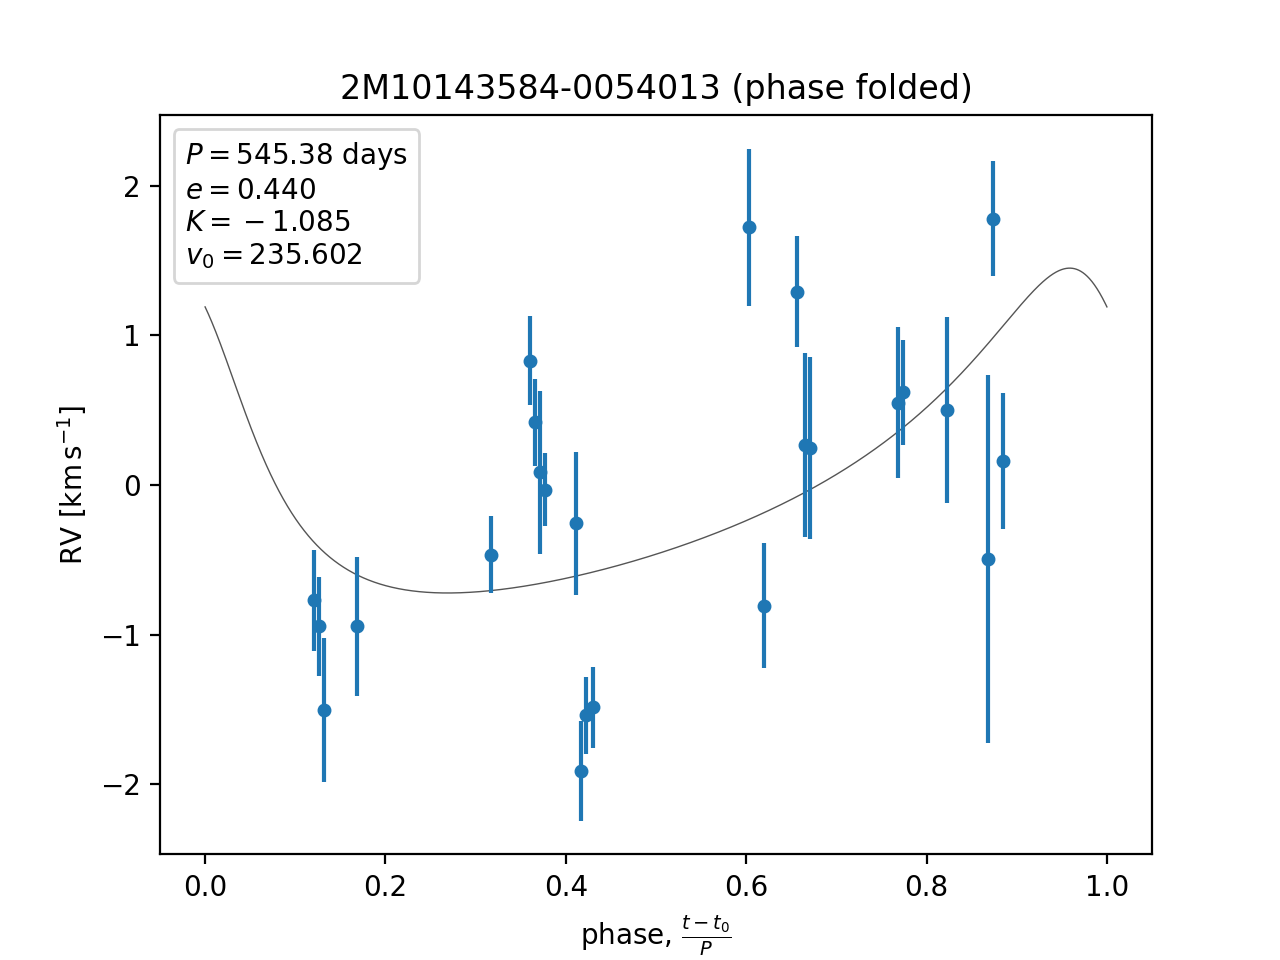 2M10143584-0054013 (phase folded)
P = 545.38 days
e = 0.440
K = −1.085
v₀ = 235.602
2
1
0
−1
−2
RV [km s⁻¹]
0.0 0.2 0.4 0.6 0.8 1.0
phase, (t − t₀)/P